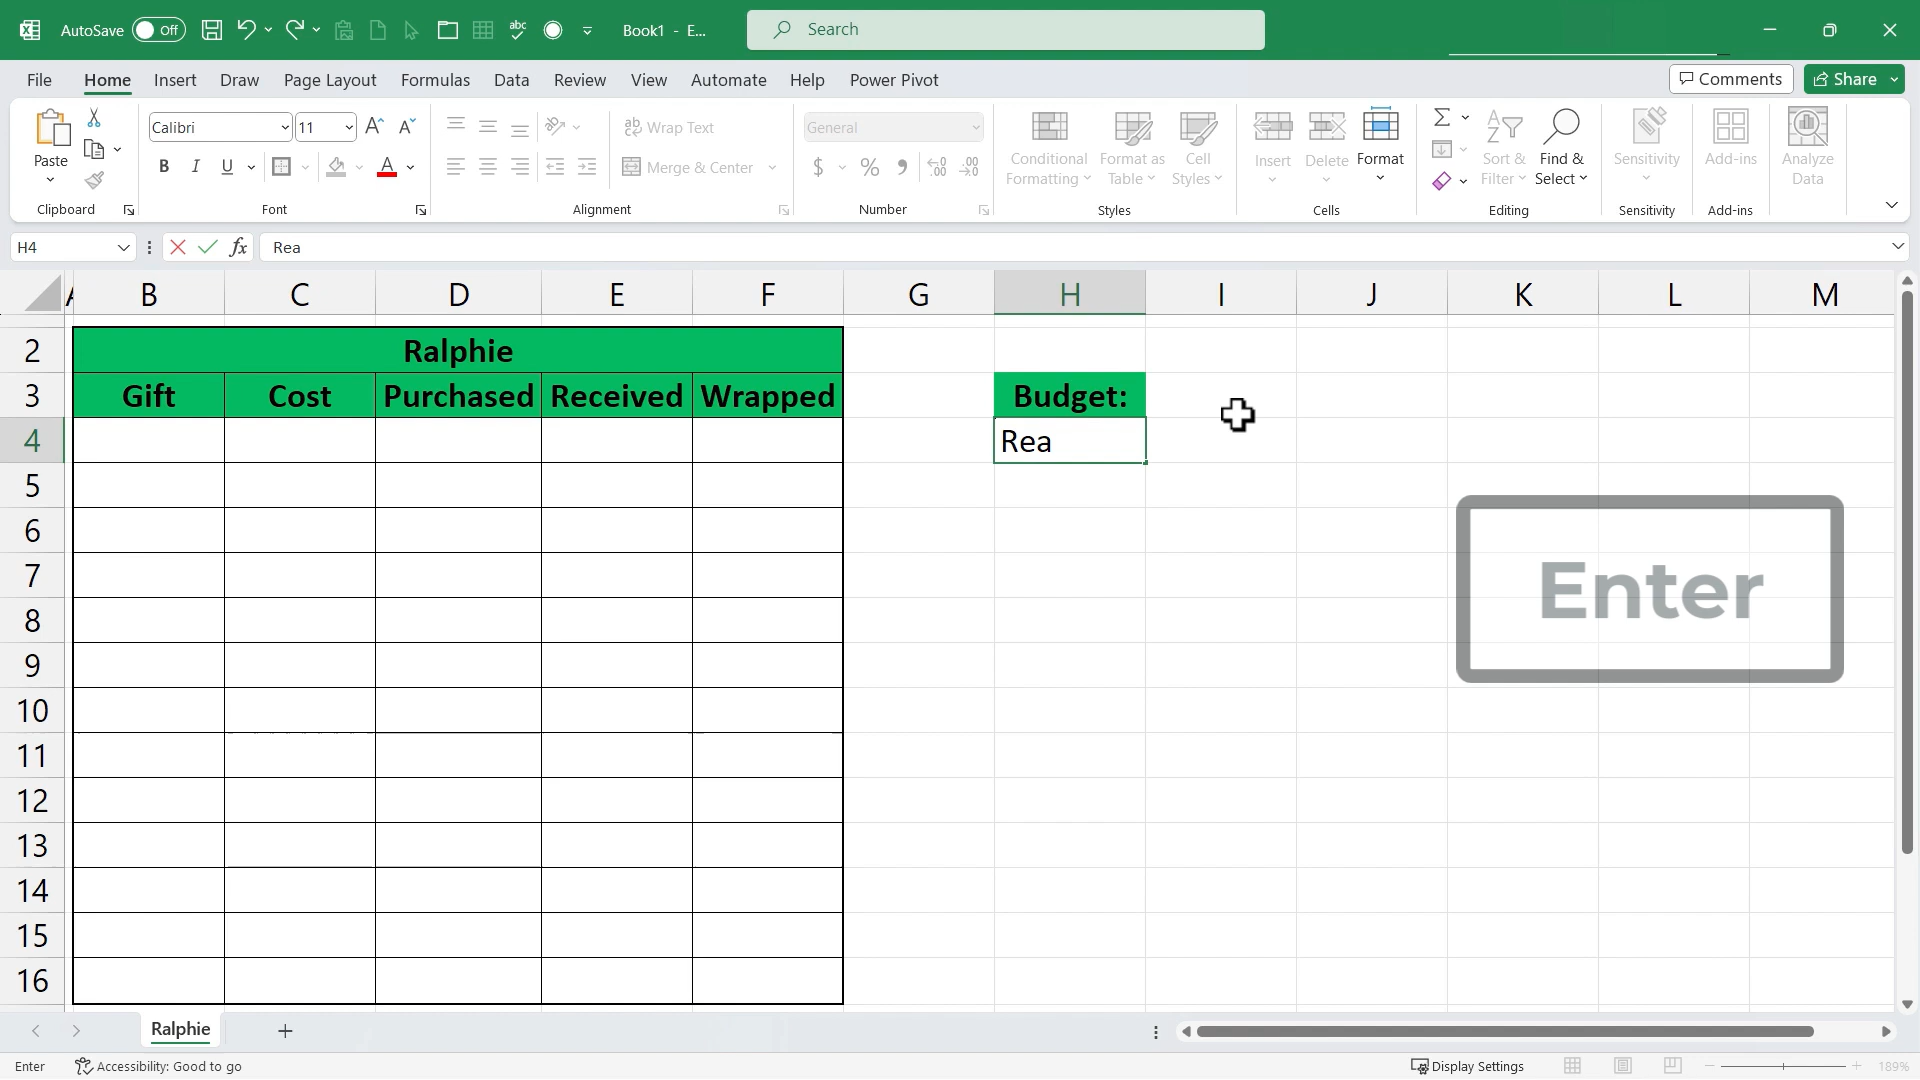 AutoSave Off Book1 - E... Search
File Home Insert Draw Page Layout Formulas Data Review View Automate Help Power Pivot Comments Share
Paste
Clipboard
Calibri 11
B I U A
Font
Wrap Text
Merge & Center
Alignment
General
$ % 9 .00
Number
Conditional Formatting
Format as Table
Cell Styles
Styles
Insert
Delete
Format
Cells
Sort & Filter
Find & Select
Editing
Sensitivity
Sensitivity
Add-ins
Add-ins
Analyze Data
H4 fx Rea
A B C D E F G H I J K L M
2 Ralphie
3 Gift Cost Purchased Received Wrapped Budget:
4 Rea
5
6
7
8
9
10
11
12
13
14
15
16
Enter
Ralphie
Enter Accessibility: Good to go Display Settings 189%